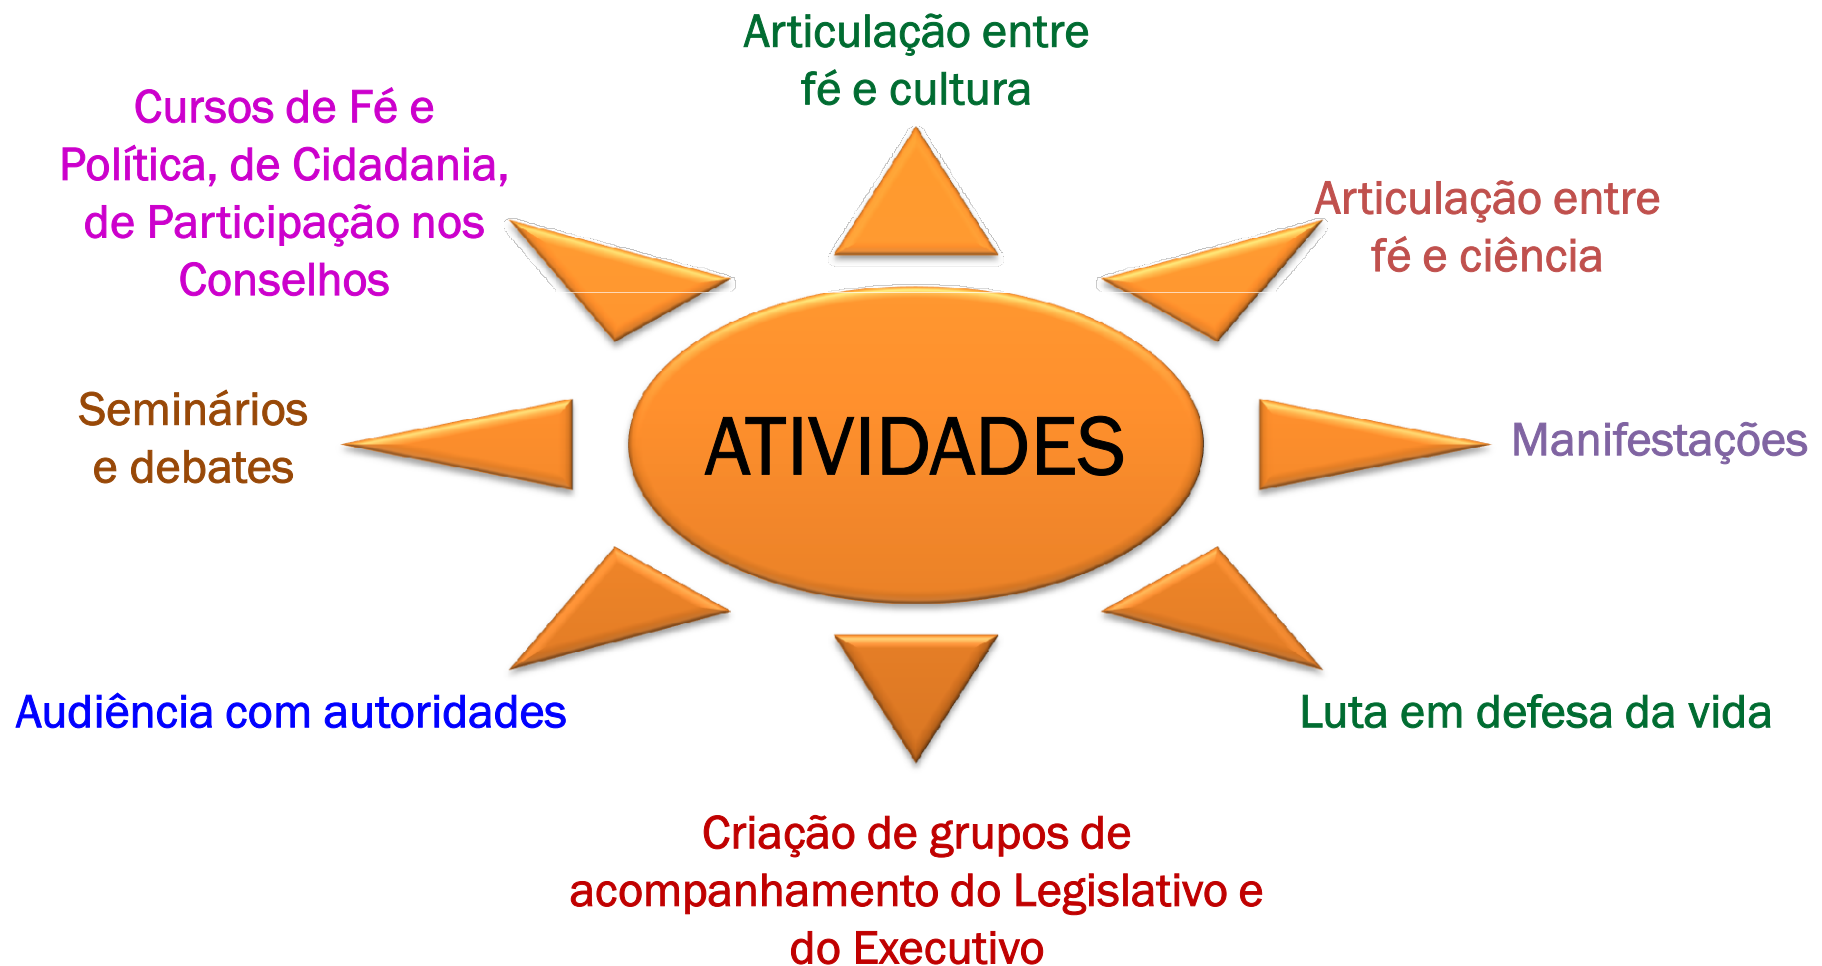 Articulação entre
fé e cultura
Cursos de Fé e
Política, de Cidadania,
de Participação nos
Conselhos
Articulação entre
fé e ciência
Seminários
e debates
ATIVIDADES
Manifestações
Audiência com autoridades
Luta em defesa da vida
Criação de grupos de
acompanhamento do Legislativo e
do Executivo